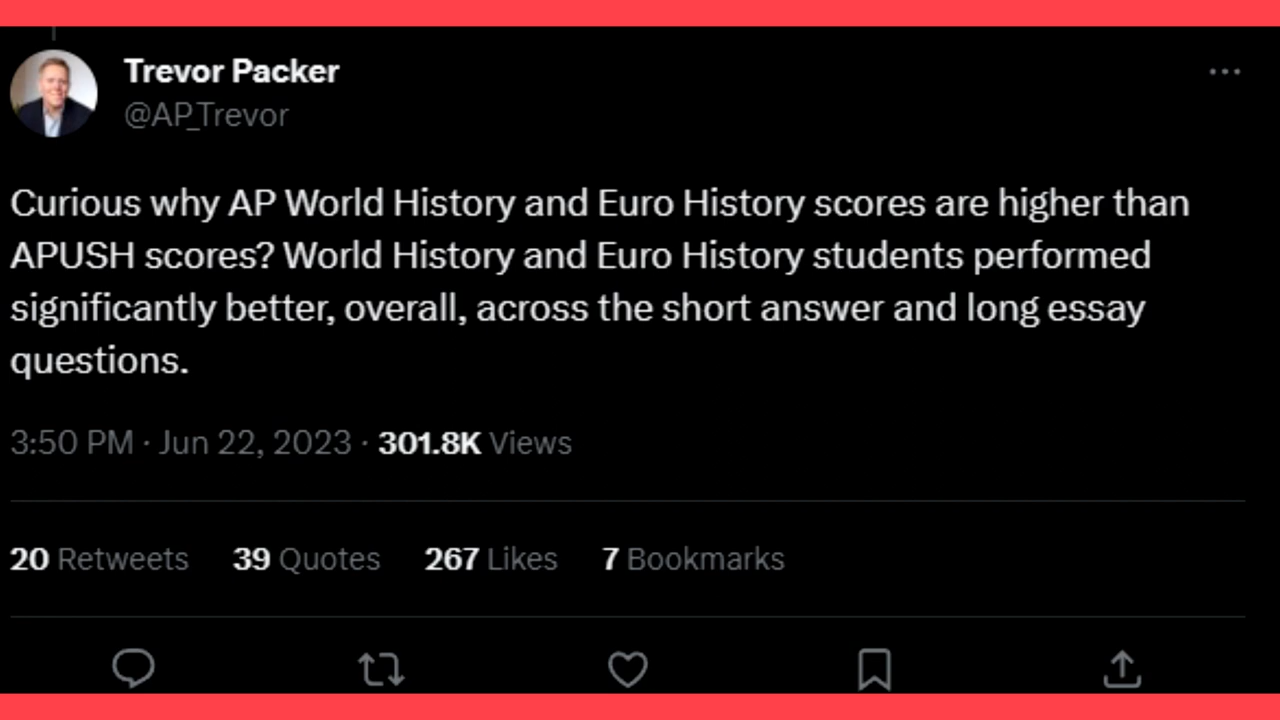 Trevor Packer
@AP_Trevor
Curious why AP World History and Euro History scores are higher than
APUSH scores? World History and Euro History students performed
significantly better, overall, across the short answer and long essay
questions.
3:50 PM · Jun 22, 2023 · 301.8K Views
20 Retweets 39 Quotes 267 Likes 7 Bookmarks